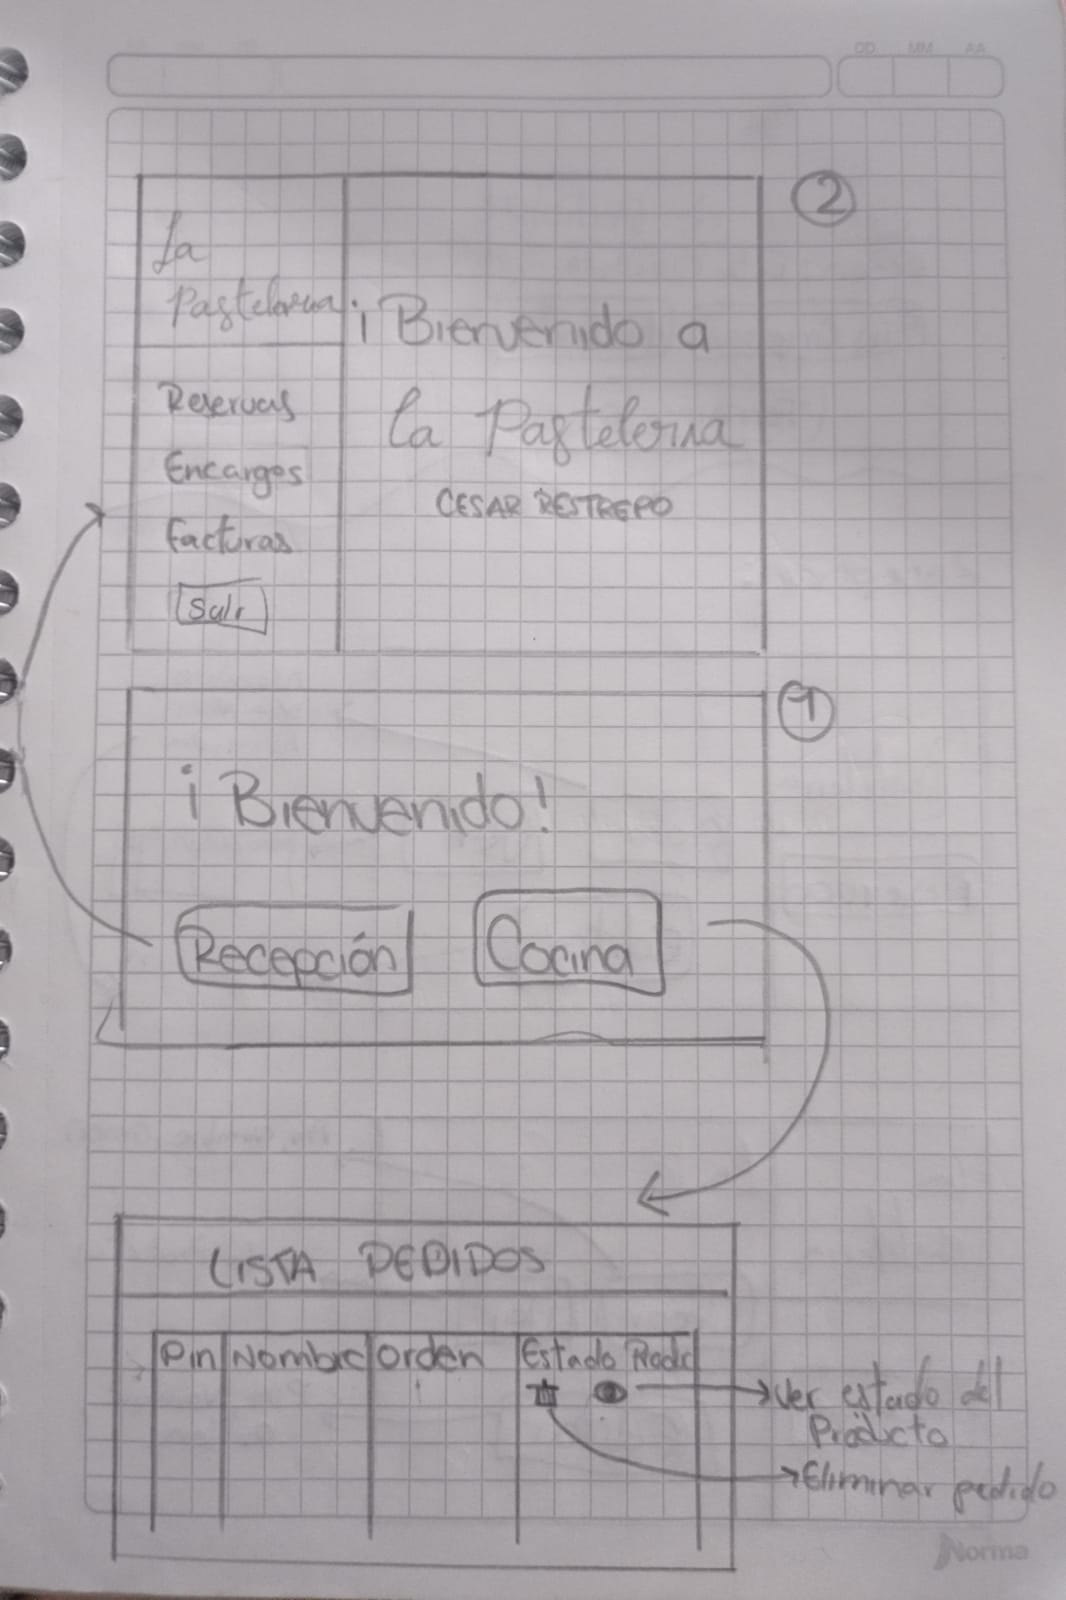 DD MM AA
2
La
Pastelería
¡Bienvenido a
La Pastelería
CESAR RESTREPO
Reservas
Encargos
Facturas
Salir
1
¡Bienvenido!
Recepción
Cocina
LISTA PEDIDOS
Pin Nombre Orden Estado Prodc
Ver estado del
Producto
Eliminar pedido
Norma